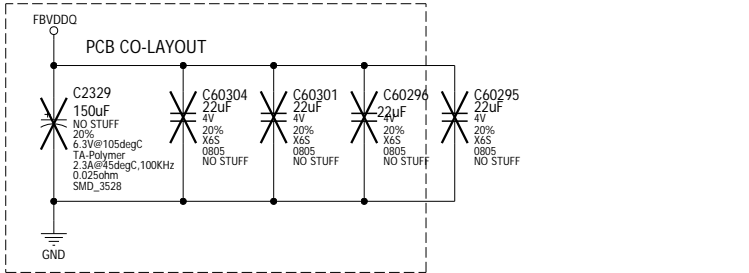 FBVDDQ
PCB CO-LAYOUT
C2329
150uF
NO STUFF
20%
6.3V@105degC
TA-Polymer
2.3A@45degC,100KHz
0.025ohm
SMD_3528
C60304
22uF
4V
20%
X6S
0805
NO STUFF
C60301
22uF
4V
20%
X6S
0805
NO STUFF
C60296
22uF
4V
20%
X6S
0805
NO STUFF
C60295
22uF
4V
20%
X6S
0805
NO STUFF
+
GND